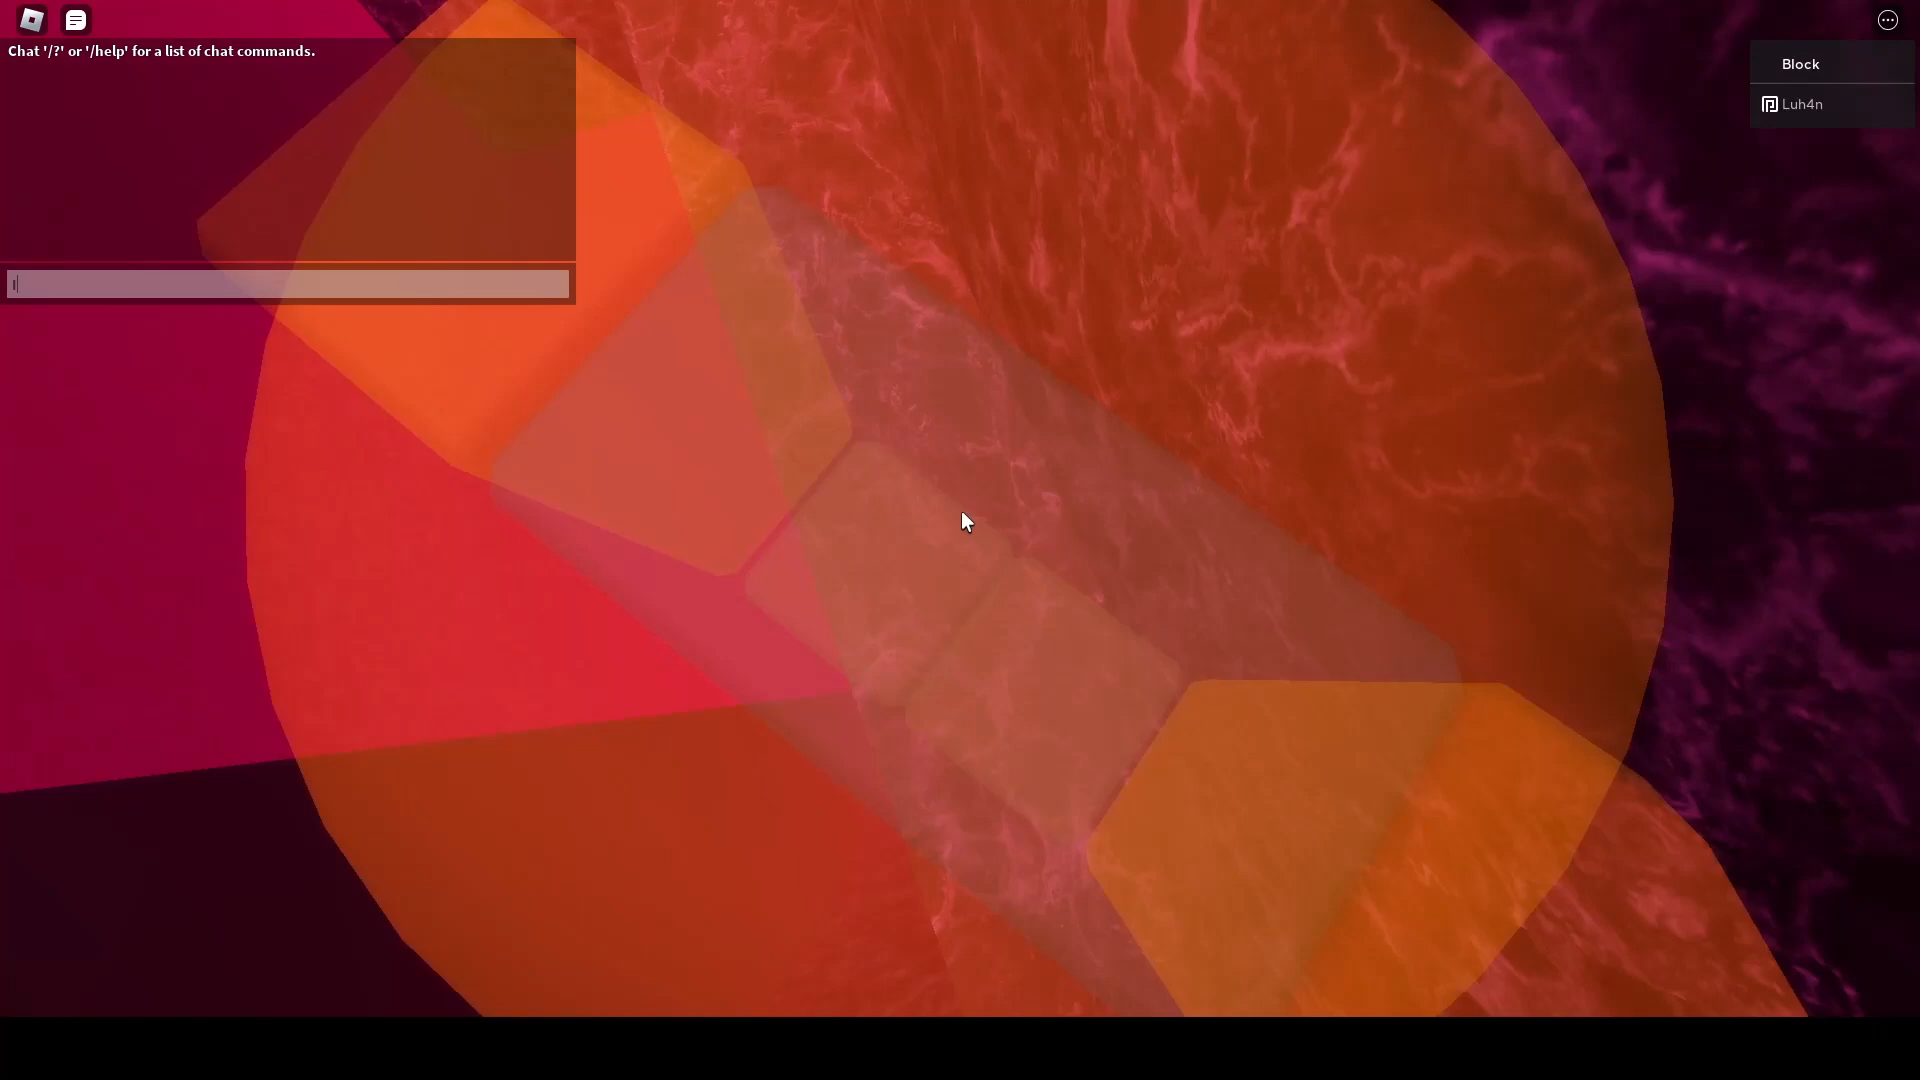 Chat '/?' or '/help' for a list of chat commands.
Block
Luh4n